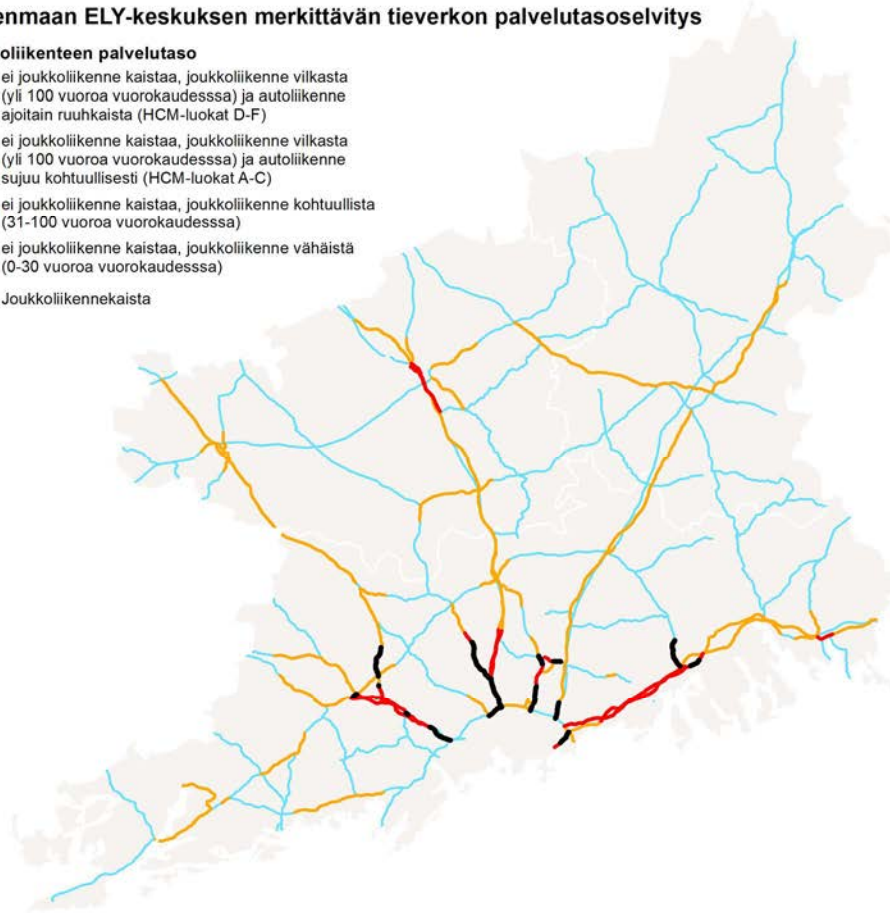 enmaan ELY-keskuksen merkittävän tieverkon palvelutasoselvitys
oliikenteen palvelutaso
ei joukkoliikenne kaistaa, joukkoliikenne vilkasta
(yli 100 vuoroa vuorokaudesssa) ja autoliikenne
ajoitain ruuhkaista (HCM-luokat D-F)
ei joukkoliikenne kaistaa, joukkoliikenne vilkasta
(yli 100 vuoroa vuorokaudesssa) ja autoliikenne
sujuu kohtuullisesti (HCM-luokat A-C)
ei joukkoliikenne kaistaa, joukkoliikenne kohtuullista
(31-100 vuoroa vuorokaudesssa)
ei joukkoliikenne kaistaa, joukkoliikenne vähäistä
(0-30 vuoroa vuorokaudesssa)
Joukkoliikennekaista